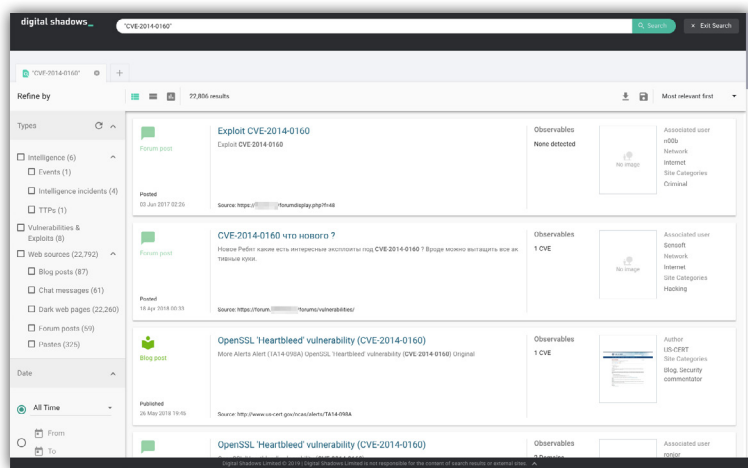 digital shadows_
"CVE-2014-0160"
Search
× Exit Search
"CVE-2014-0160"
+
Refine by
22,806 results
Most relevant first
Types
Intelligence (6)
Events (1)
Intelligence incidents (4)
TTPs (1)
Vulnerabilities & Exploits (8)
Web sources (22,792)
Blog posts (87)
Chat messages (61)
Dark web pages (22,260)
Forum posts (59)
Pastes (325)
Date
All Time
From
To
Forum post
Posted
03 Jun 2017 02:26
Exploit CVE-2014-0160
Exploit CVE-2014-0160
Source: https://
/forumdisplay.php?f=48
Observables
None detected
No image
Associated user
n00b
Network
Internet
Site Categories
Criminal
Forum post
Posted
18 Apr 2018 00:33
CVE-2014-0160 что нового ?
Новое Ребят какие есть интересные эксплоиты под CVE-2014-0160 ? Вроде можно вытащить все ак
тивные куки.
Source: https://forum.
/forums/vulnerabilities/
Observables
1 CVE
No image
Associated user
Sensoft
Network
Internet
Site Categories
Hacking
Blog post
Published
26 May 2018 18:46
OpenSSL 'Heartbleed' vulnerability (CVE-2014-0160)
More Alerts Alert (TA14-098A) OpenSSL 'Heartbleed' vulnerability (CVE-2014-0160) Original
Source: http://www.us-cert.gov/ncas/alerts/TA14-098A
Observables
1 CVE
Author
US-CERT
Site Categories
Blog, Security
commentator
OpenSSL 'Heartbleed' vulnerability (CVE-2014-0160)
Observables
Associated user
ronjor
Digital Shadows Limited © 2019 | Digital Shadows Limited is not responsible for the content of search results or external sites.